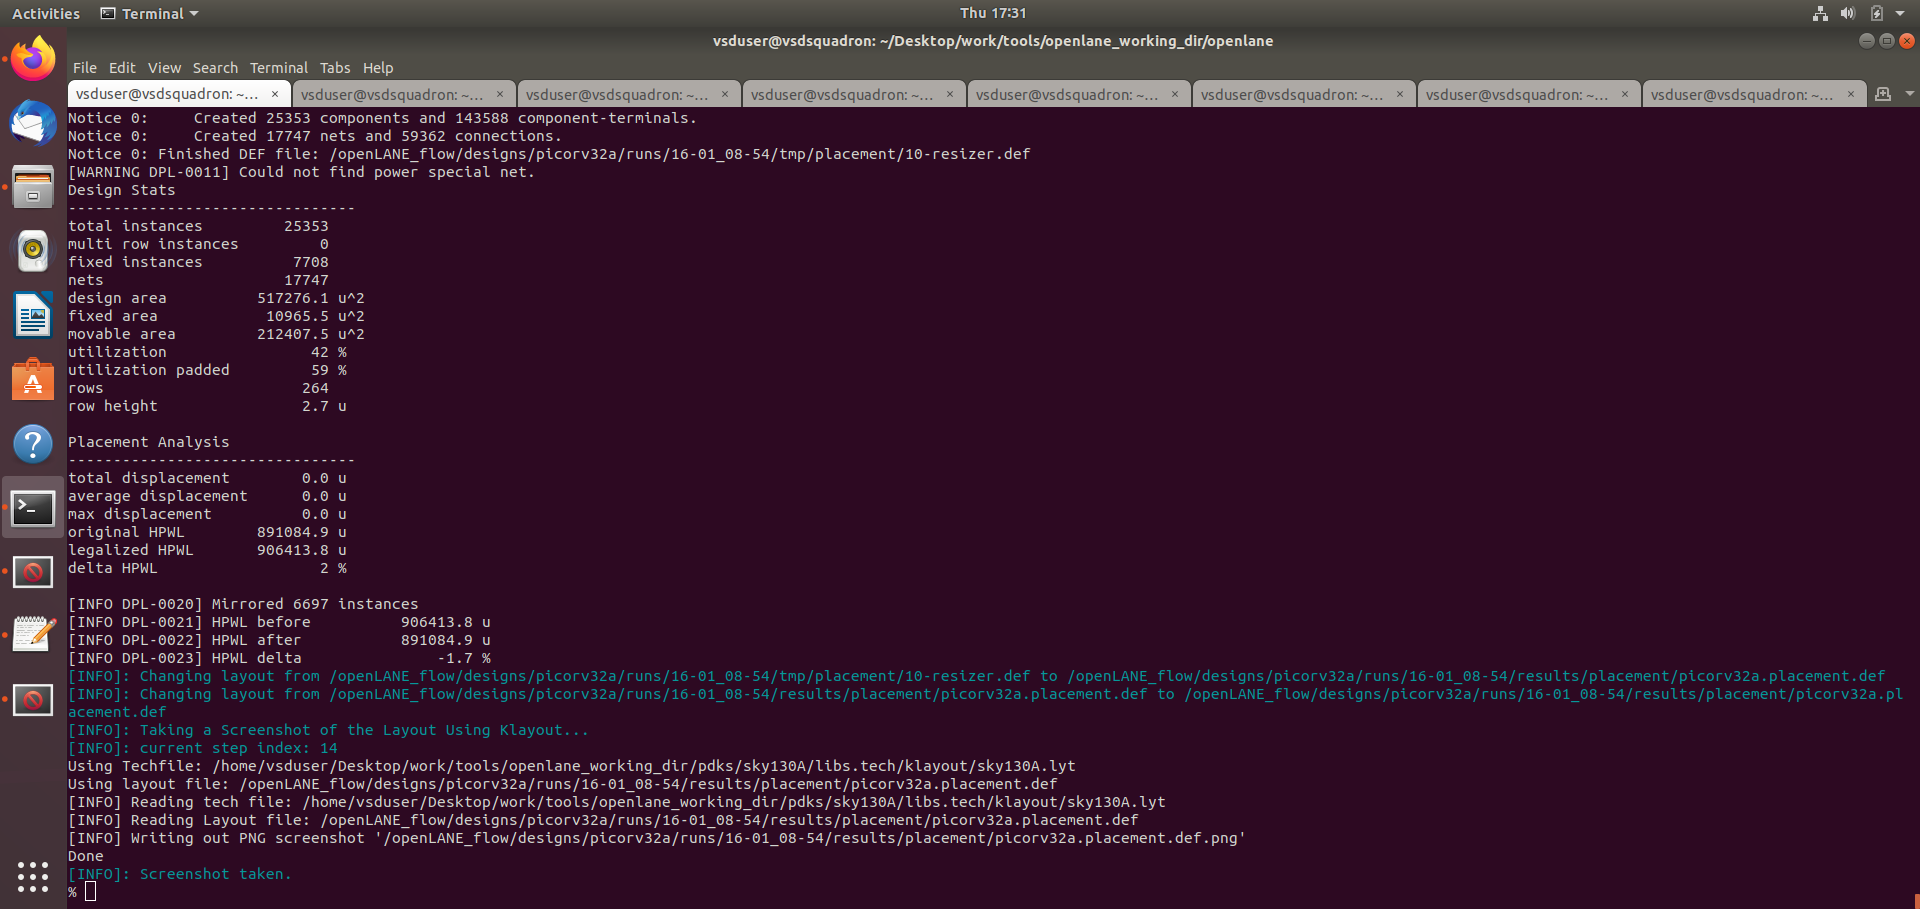 Activities Terminal Thu 17:31
vsduser@vsdsquadron: ~/Desktop/work/tools/openlane_working_dir/openlane
File Edit View Search Terminal Tabs Help
vsduser@vsdsquadron: ~... × vsduser@vsdsquadron: ~... × vsduser@vsdsquadron: ~... × vsduser@vsdsquadron: ~... × vsduser@vsdsquadron: ~... × vsduser@vsdsquadron: ~... × vsduser@vsdsquadron: ~... × vsduser@vsdsquadron: ~... ×
Notice 0:     Created 25353 components and 143588 component-terminals.
Notice 0:     Created 17747 nets and 59362 connections.
Notice 0: Finished DEF file: /openLANE_flow/designs/picorv32a/runs/16-01_08-54/tmp/placement/10-resizer.def
[WARNING DPL-0011] Could not find power special net.
Design Stats
--------------------------------
total instances         25353
multi row instances         0
fixed instances          7708
nets                    17747
design area          517276.1 u^2
fixed area            10965.5 u^2
movable area         212407.5 u^2
utilization                42 %
utilization padded         59 %
rows                      264
row height                2.7 u
Placement Analysis
--------------------------------
total displacement        0.0 u
average displacement      0.0 u
max displacement          0.0 u
original HPWL        891084.9 u
legalized HPWL       906413.8 u
delta HPWL                  2 %
[INFO DPL-0020] Mirrored 6697 instances
[INFO DPL-0021] HPWL before          906413.8 u
[INFO DPL-0022] HPWL after           891084.9 u
[INFO DPL-0023] HPWL delta               -1.7 %
[INFO]: Changing layout from /openLANE_flow/designs/picorv32a/runs/16-01_08-54/tmp/placement/10-resizer.def to /openLANE_flow/designs/picorv32a/runs/16-01_08-54/results/placement/picorv32a.placement.def
[INFO]: Changing layout from /openLANE_flow/designs/picorv32a/runs/16-01_08-54/results/placement/picorv32a.placement.def to /openLANE_flow/designs/picorv32a/runs/16-01_08-54/results/placement/picorv32a.pl
acement.def
[INFO]: Taking a Screenshot of the Layout Using Klayout...
[INFO]: current step index: 14
Using Techfile: /home/vsduser/Desktop/work/tools/openlane_working_dir/pdks/sky130A/libs.tech/klayout/sky130A.lyt
Using layout file: /openLANE_flow/designs/picorv32a/runs/16-01_08-54/results/placement/picorv32a.placement.def
[INFO] Reading tech file: /home/vsduser/Desktop/work/tools/openlane_working_dir/pdks/sky130A/libs.tech/klayout/sky130A.lyt
[INFO] Reading Layout file: /openLANE_flow/designs/picorv32a/runs/16-01_08-54/results/placement/picorv32a.placement.def
[INFO] Writing out PNG screenshot '/openLANE_flow/designs/picorv32a/runs/16-01_08-54/results/placement/picorv32a.placement.def.png'
Done
[INFO]: Screenshot taken.
%